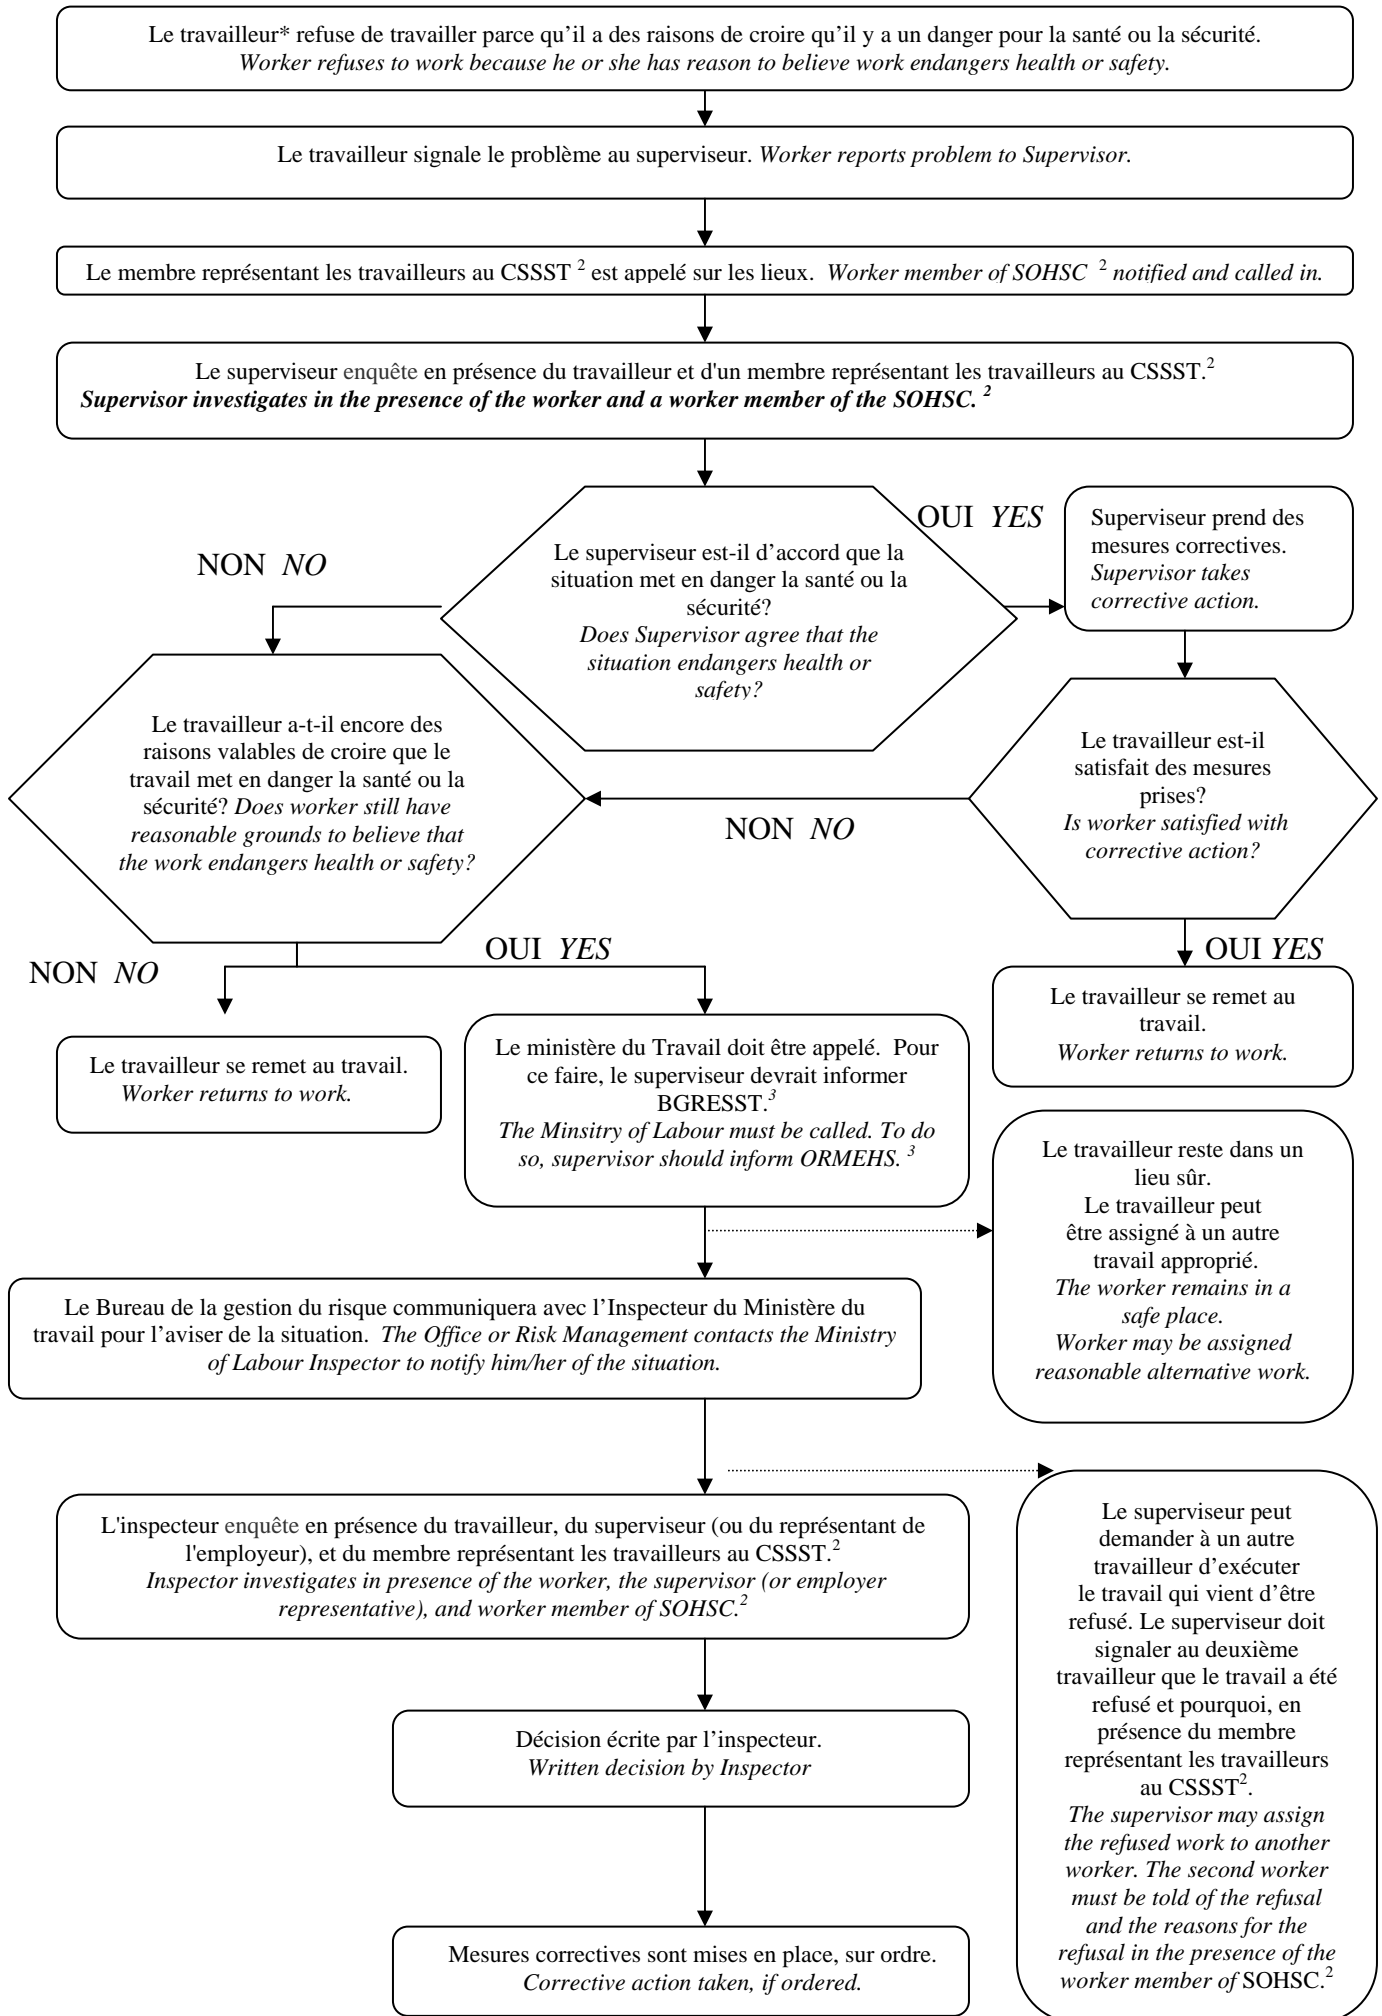 Le travailleur* refuse de travailler parce qu'il a des raisons de croire qu'il y a un danger pour la santé ou la sécurité.
Worker refuses to work because he or she has reason to believe work endangers health or safety.
Le travailleur signale le problème au superviseur. Worker reports problem to Supervisor.
Le membre représentant les travailleurs au CSSST 2 est appelé sur les lieux. Worker member of SOHSC 2 notified and called in.
Le superviseur enquête en présence du travailleur et d'un membre représentant les travailleurs au CSSST.2
Supervisor investigates in the presence of the worker and a worker member of the SOHSC. 2
NON NO
Le superviseur est-il d'accord que la
situation met en danger la santé ou la
sécurité?
Does Supervisor agree that the
situation endangers health or
safety?
OUI YES
Superviseur prend des
mesures correctives.
Supervisor takes
corrective action.
Le travailleur a-t-il encore des
raisons valables de croire que le
travail met en danger la santé ou la
sécurité? Does worker still have
reasonable grounds to believe that
the work endangers health or safety?
NON NO
Le travailleur est-il
satisfait des mesures
prises?
Is worker satisfied with
corrective action?
NON NO
OUI YES
OUI YES
Le travailleur se remet au travail.
Worker returns to work.
Le ministère du Travail doit être appelé. Pour
ce faire, le superviseur devrait informer
BGRESST.3
The Minsitry of Labour must be called. To do
so, supervisor should inform ORMEHS. 3
Le travailleur se remet au
travail.
Worker returns to work.
Le travailleur reste dans un
lieu sûr.
Le travailleur peut
être assigné à un autre
travail approprié.
The worker remains in a
safe place.
Worker may be assigned
reasonable alternative work.
Le Bureau de la gestion du risque communiquera avec l'Inspecteur du Ministère du
travail pour l'aviser de la situation. The Office or Risk Management contacts the Ministry
of Labour Inspector to notify him/her of the situation.
L'inspecteur enquête en présence du travailleur, du superviseur (ou du représentant de
l'employeur), et du membre représentant les travailleurs au CSSST.2
Inspector investigates in presence of the worker, the supervisor (or employer
representative), and worker member of SOHSC.2
Le superviseur peut
demander à un autre
travailleur d'exécuter
le travail qui vient d'être
refusé. Le superviseur doit
signaler au deuxième
travailleur que le travail a été
refusé et pourquoi, en
présence du membre
représentant les travailleurs
au CSSST2.
The supervisor may assign
the refused work to another
worker. The second worker
must be told of the refusal
and the reasons for the
refusal in the presence of the
worker member of SOHSC.2
Décision écrite par l'inspecteur.
Written decision by Inspector
Mesures correctives sont mises en place, sur ordre.
Corrective action taken, if ordered.